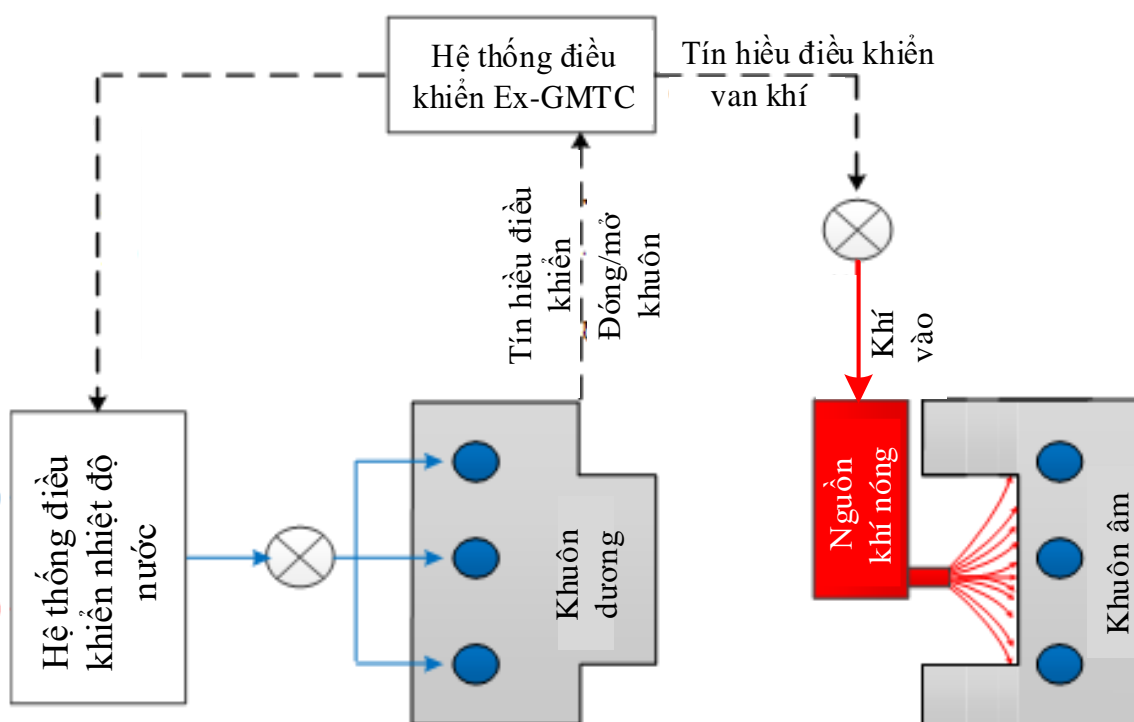 Hệ thống điều
khiển Ex-GMTC
Tín hiều điều khiển
van khí
Tín hiều điều
khiển
Đóng/mở
khuôn
Khí
vào
Hệ thống điều
khiển nhiệt độ
nước
Khuôn
dương
Nguồn
khí nóng
Khuôn âm